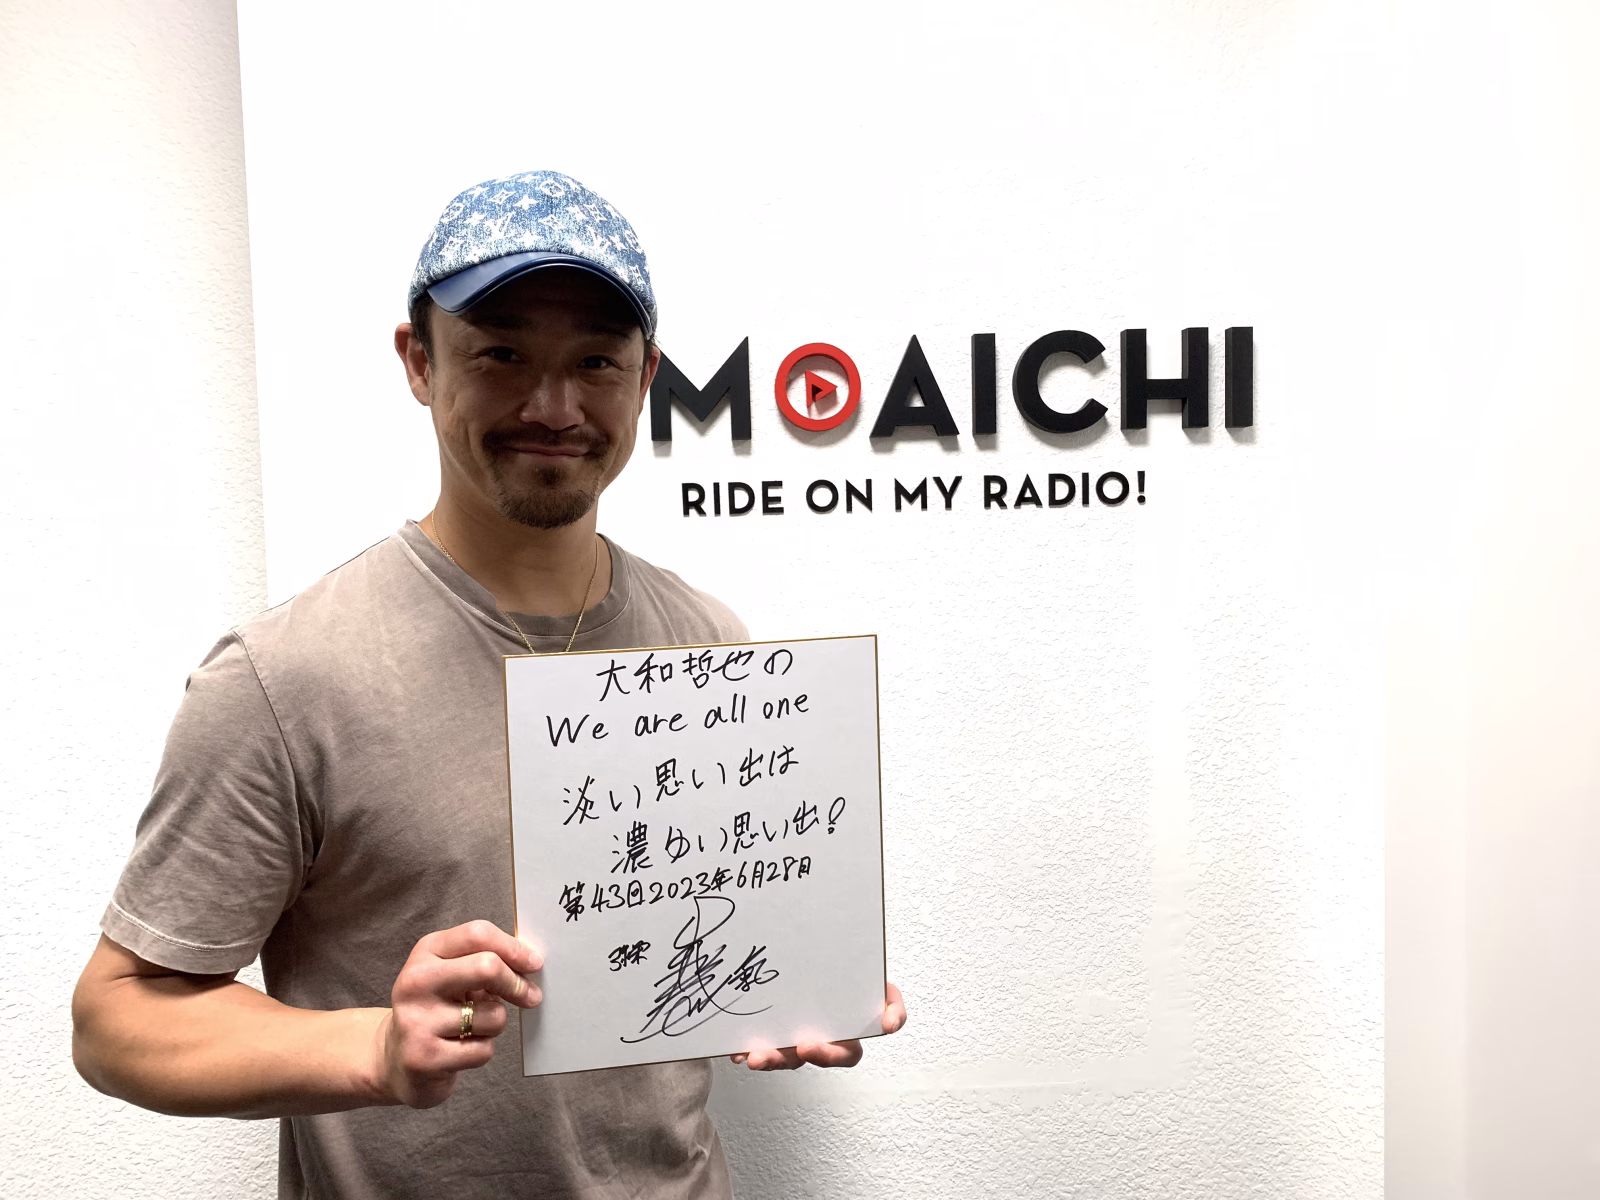 MOAICHI
RIDE ON MY RADIO!
大和哲也の
We are all one
淡い思い出は
濃ゆい思い出!
第43回2023年6月28日